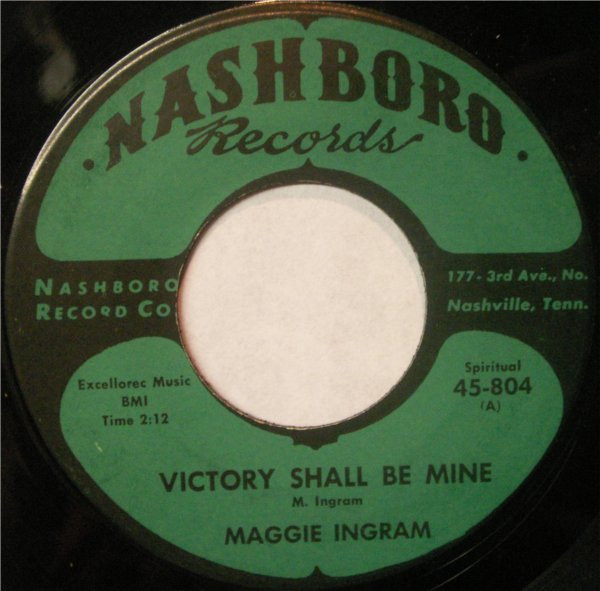 ·NASHBORO·
Records
NASHBORO
RECORD CO
177-3rd Ave., No.
Nashville, Tenn.
Excellorec Music
BMI
Time 2:12
Spiritual
45-804
(A)
VICTORY SHALL BE MINE
M. Ingram
MAGGIE INGRAM